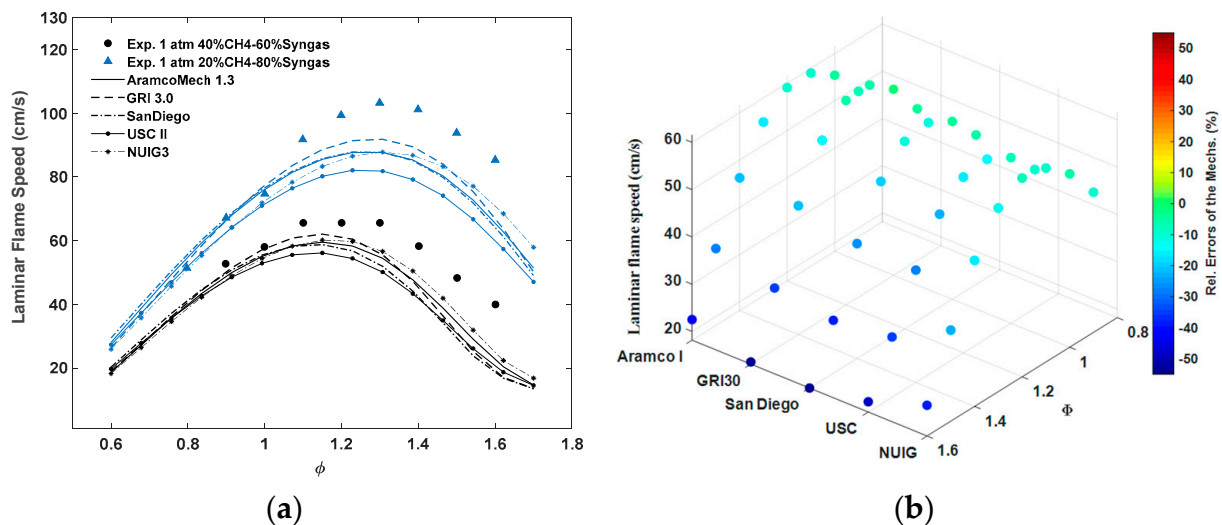 130
120
100
80
60
40
20
0.6
0.8
1
1.2
1.4
1.6
1.8
ϕ
Laminar Flame Speed (cm/s)
Exp. 1 atm 40%CH4-60%Syngas
Exp. 1 atm 20%CH4-80%Syngas
AramcoMech 1.3
GRI 3.0
SanDiego
USC II
NUIG3
(a)
60
50
40
30
20
Laminar flame speed (cm/s)
Aramco I
GRI30
San Diego
USC
NUIG
1.6
1.4
1.2
1
0.8
Φ
50
40
30
20
10
0
-10
-20
-30
-40
-50
Rel. Errors of the Mechs. (%)
(b)